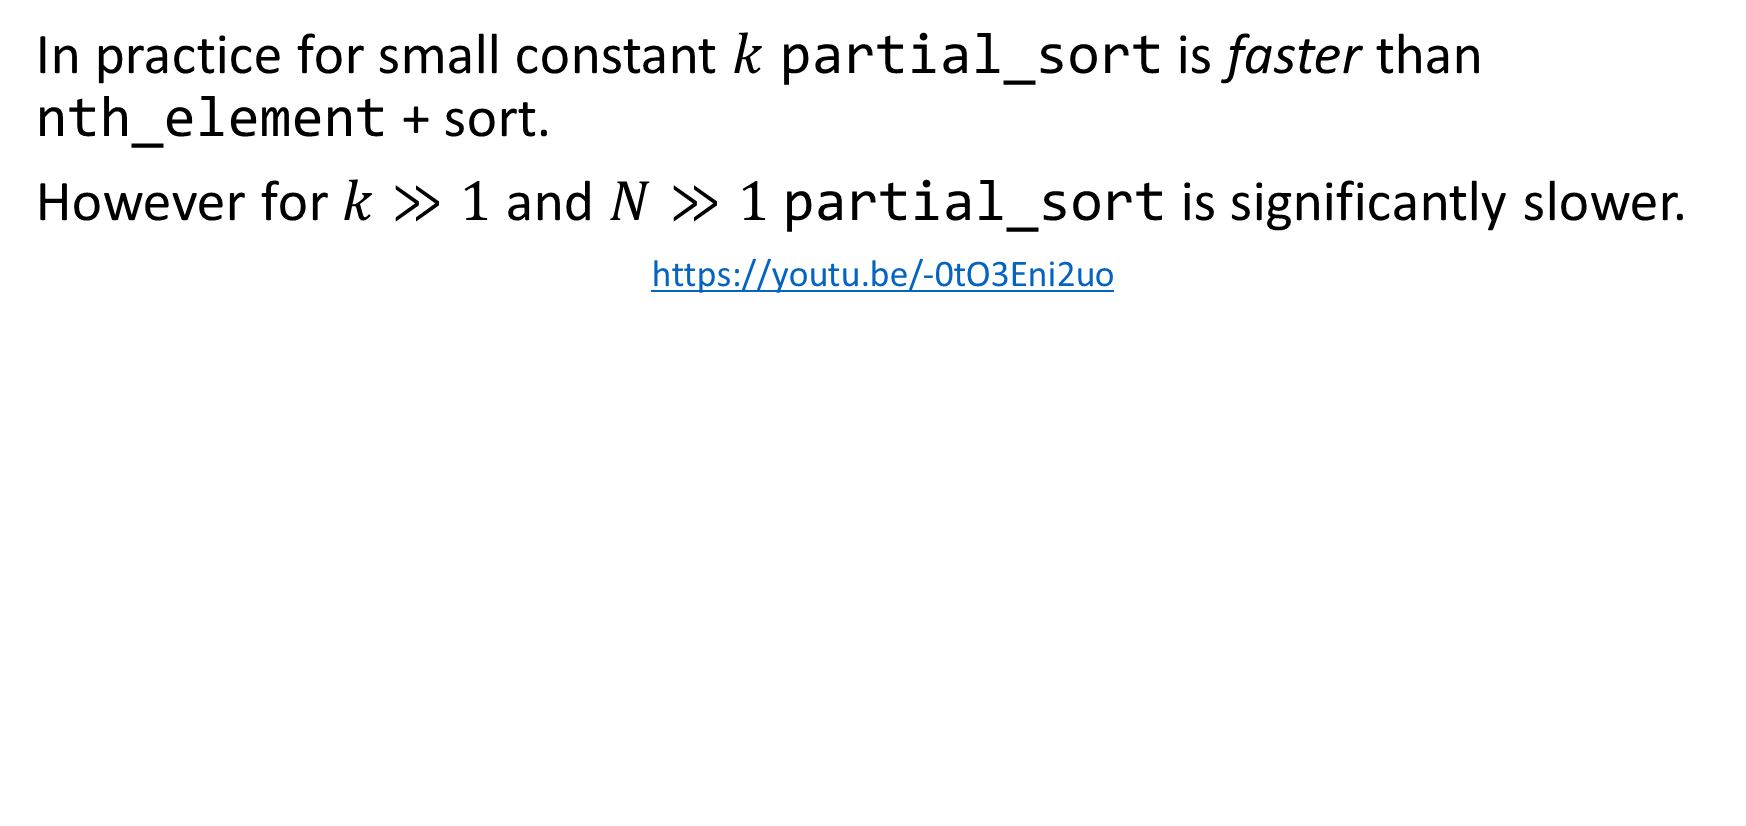 In practice for small constant k partial_sort is faster than
nth_element + sort.
However for k ≫ 1 and N ≫ 1 partial_sort is significantly slower.
https://youtu.be/-0tO3Eni2uo